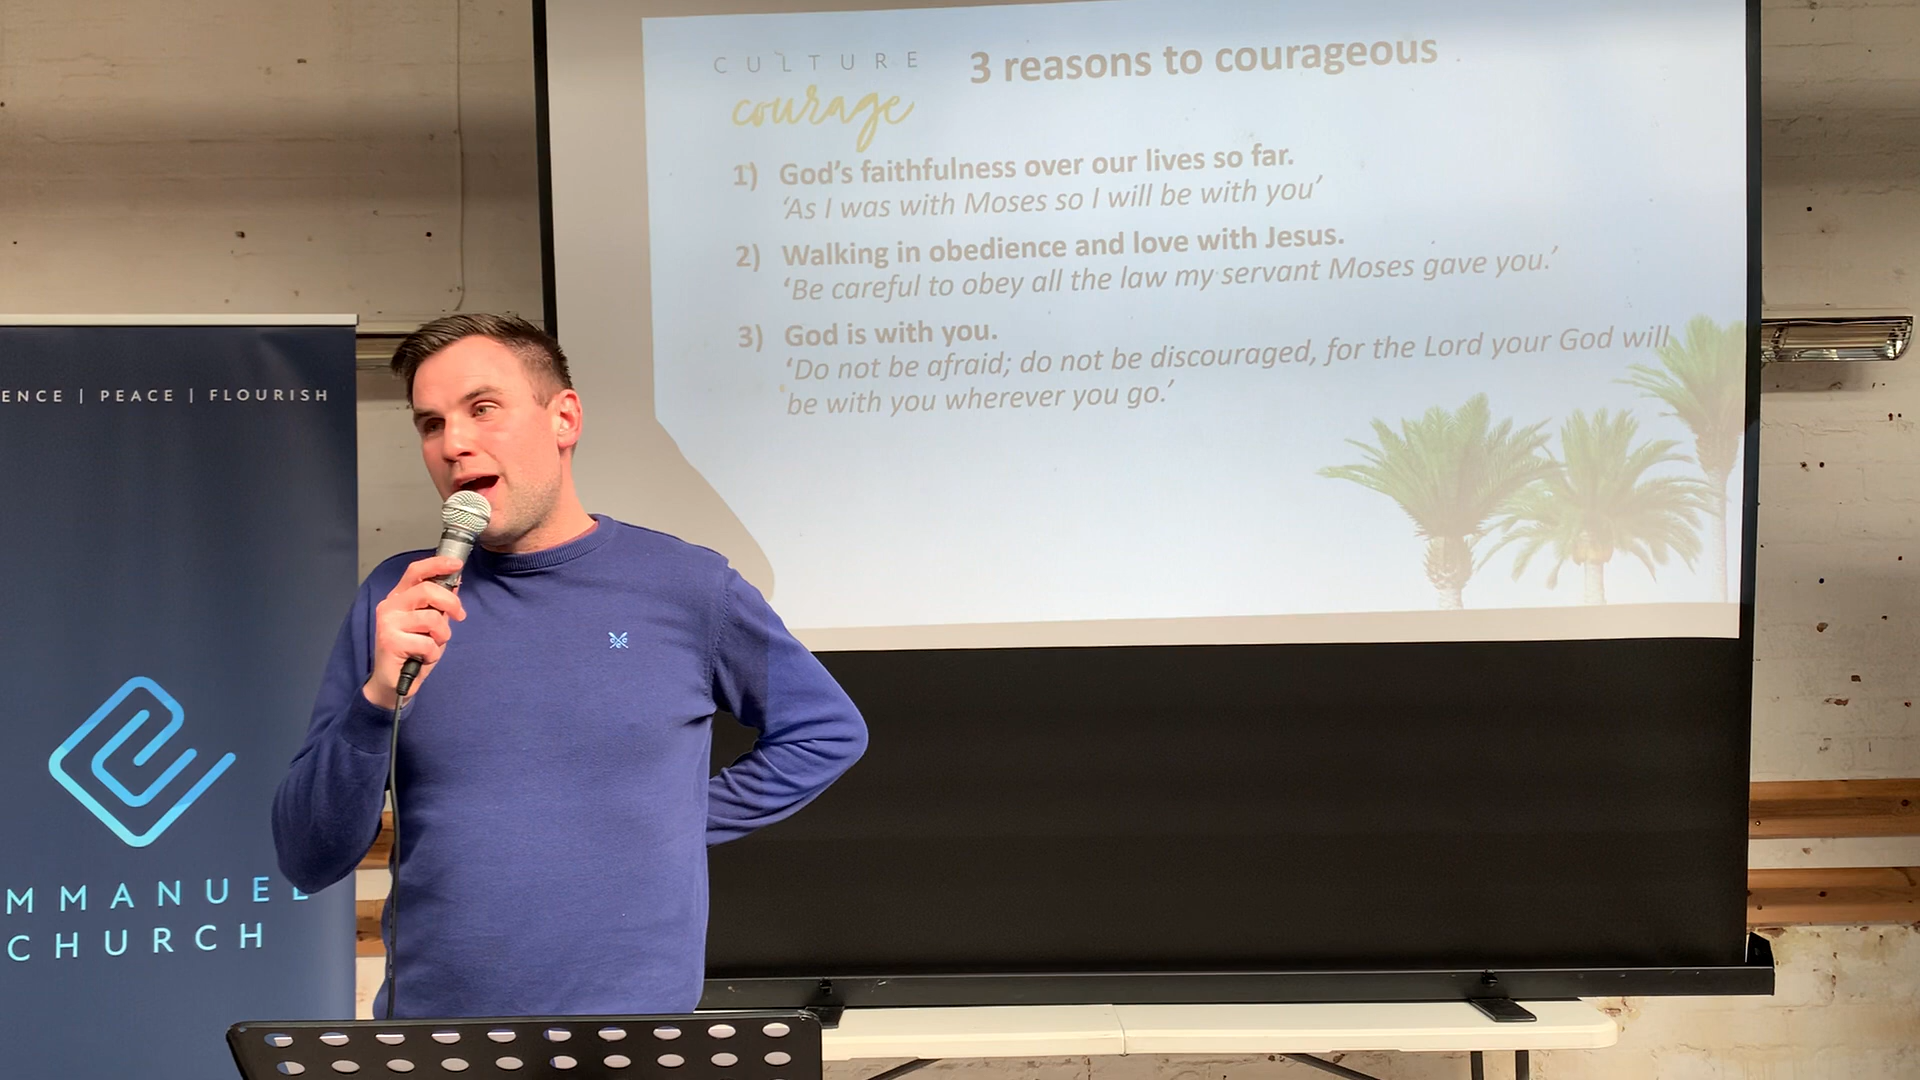 CULTURE
courage
3 reasons to courageous
1) God's faithfulness over our lives so far.
'As I was with Moses so I will be with you'
2) Walking in obedience and love with Jesus.
'Be careful to obey all the law my servant Moses gave you.'
3) God is with you.
'Do not be afraid; do not be discouraged, for the Lord your God will
be with you wherever you go.'
ENCE | PEACE | FLOURISH
MMANUEL
CHURCH